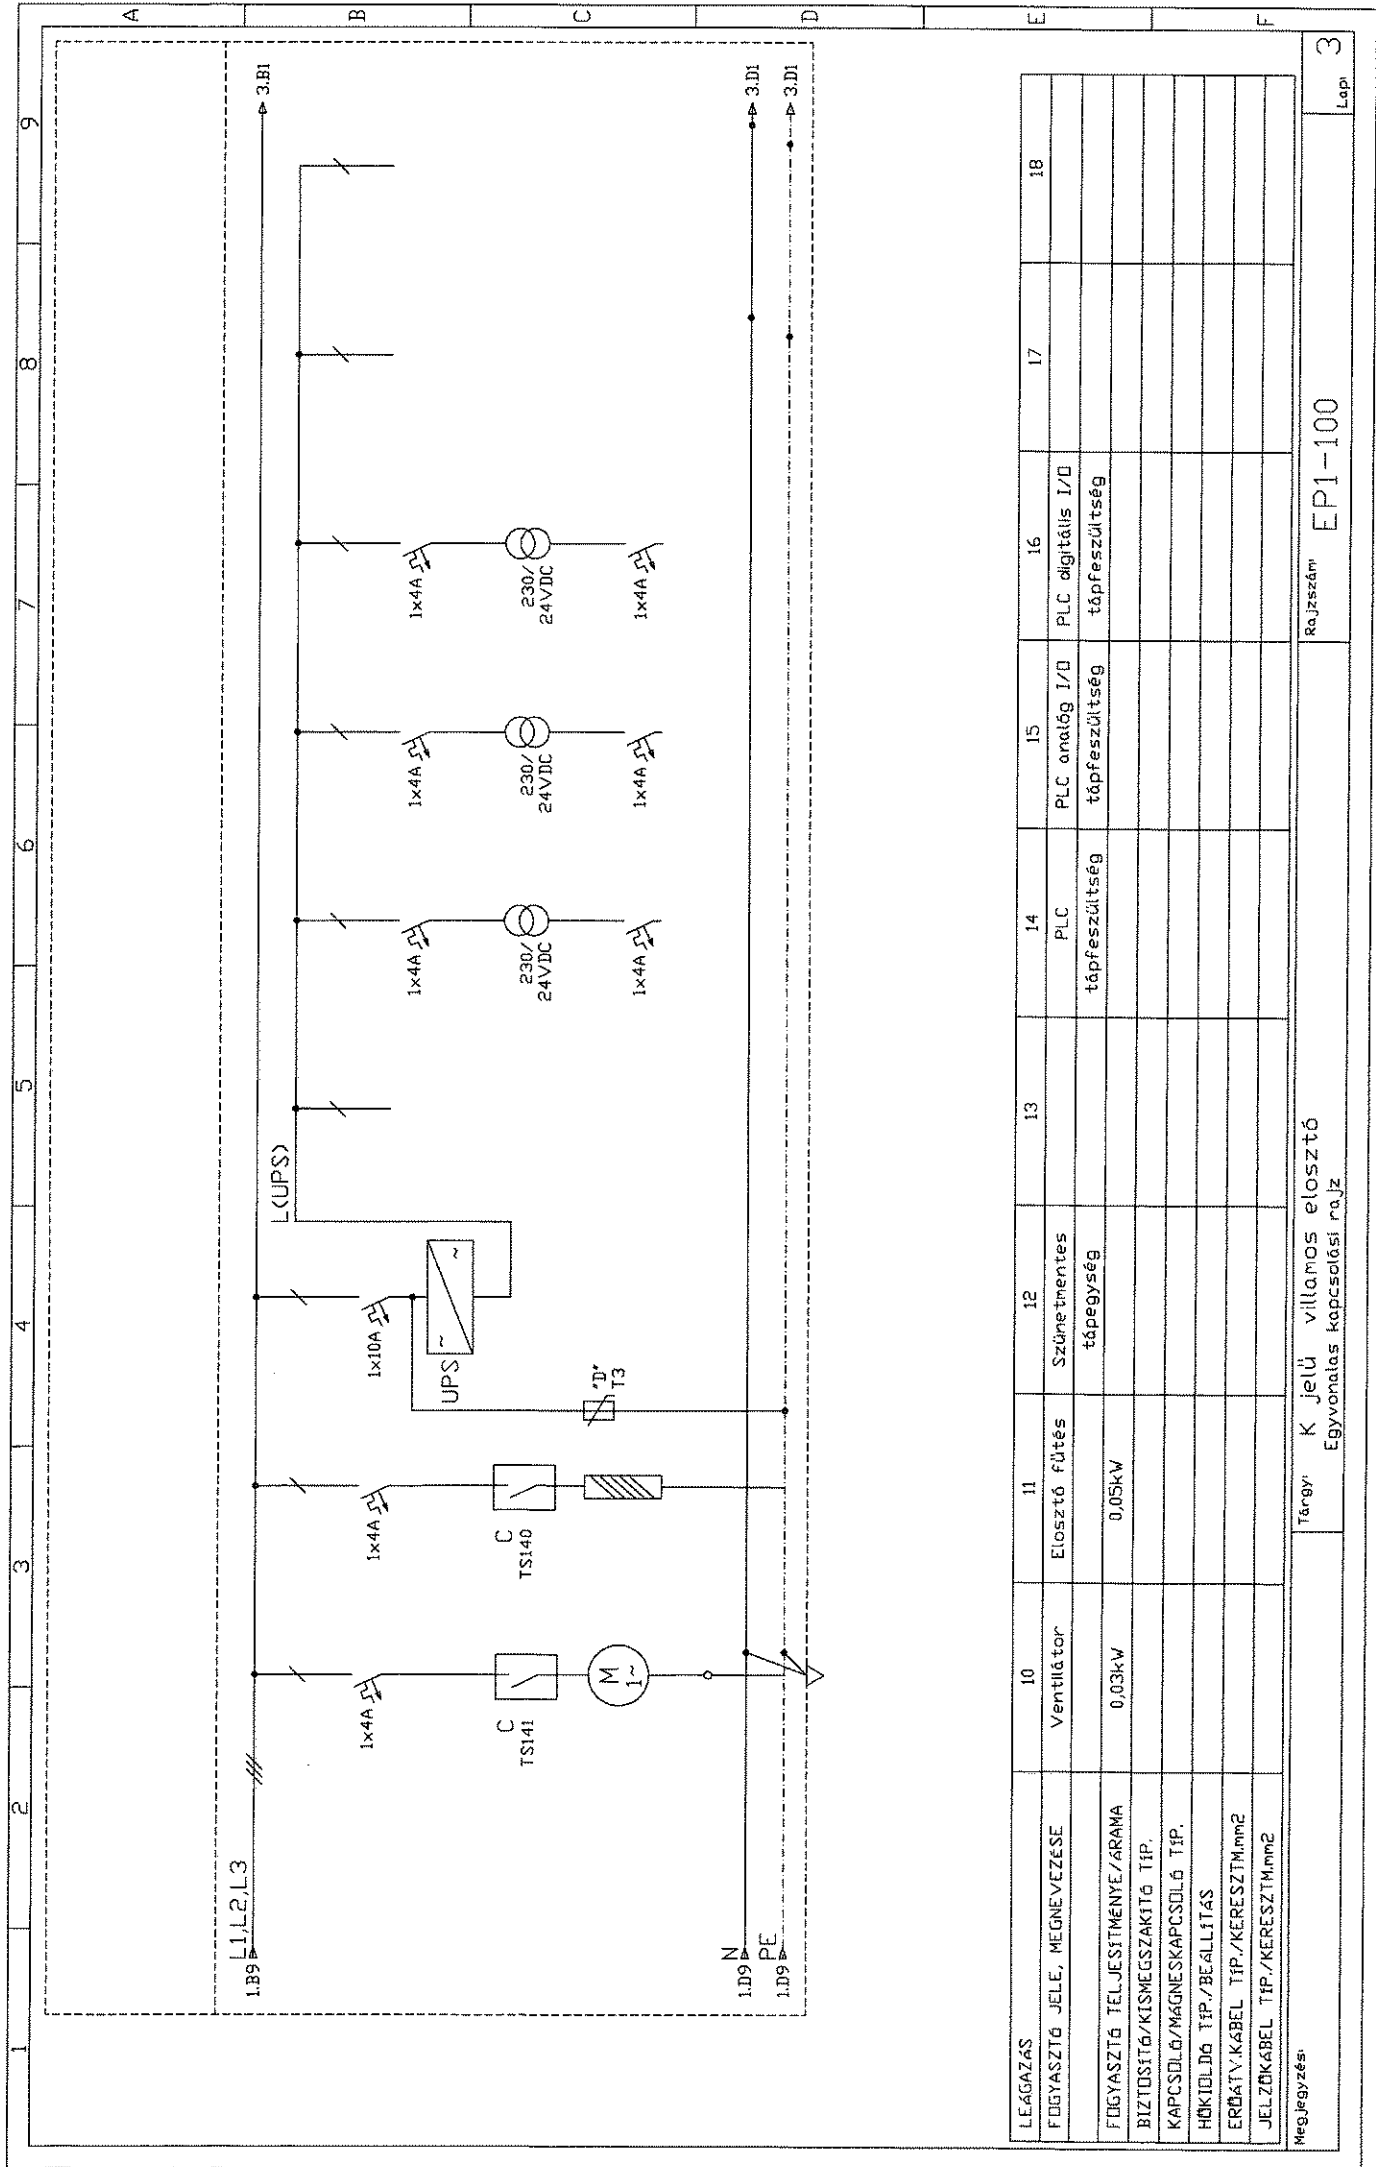 1 2 3 4 5 6 7 8 9
A
B
C
D
E
F
1.B9 L1,L2,L3
3.B1
L(UPS)
1x4A
1x4A
1x10A
1x4A
1x4A
1x4A
UPS
~ ~
C
TS141
C
TS140
230/
24VDC
230/
24VDC
230/
24VDC
M
1~
"D"
T3
1x4A
1x4A
1x4A
1.D9 N
3.D1
1.D9 PE
3.D1
LEÁGAZÁS 10 11 12 13 14 15 16 17 18
FOGYASZTÓ JELE, MEGNEVEZÉSE Ventilátor Elosztó fűtés Szünetmentes PLC PLC analóg I/O PLC digitális I/O
tápegység tápfeszültség tápfeszültség tápfeszültség
FOGYASZTÓ TELJESÍTMÉNYE/ÁRAMA 0,03kW 0,05kW
BIZTOSÍTÓ/KISMEGSZAKÍTÓ TÍP.
KAPCSOLÓ/MÁGNESKAPCSOLÓ TÍP.
HŐKIOLDÓ TÍP./BEÁLLÍTÁS
ERŐÁTV.KÁBEL TÍP./KERESZTM.mm2
JELZŐKÁBEL TÍP./KERESZTM.mm2
Megjegyzés:
Tárgy: K jelű villamos elosztó
Egyvonalas kapcsolási rajz
Rajzszám: EP1-100
Lap: 3